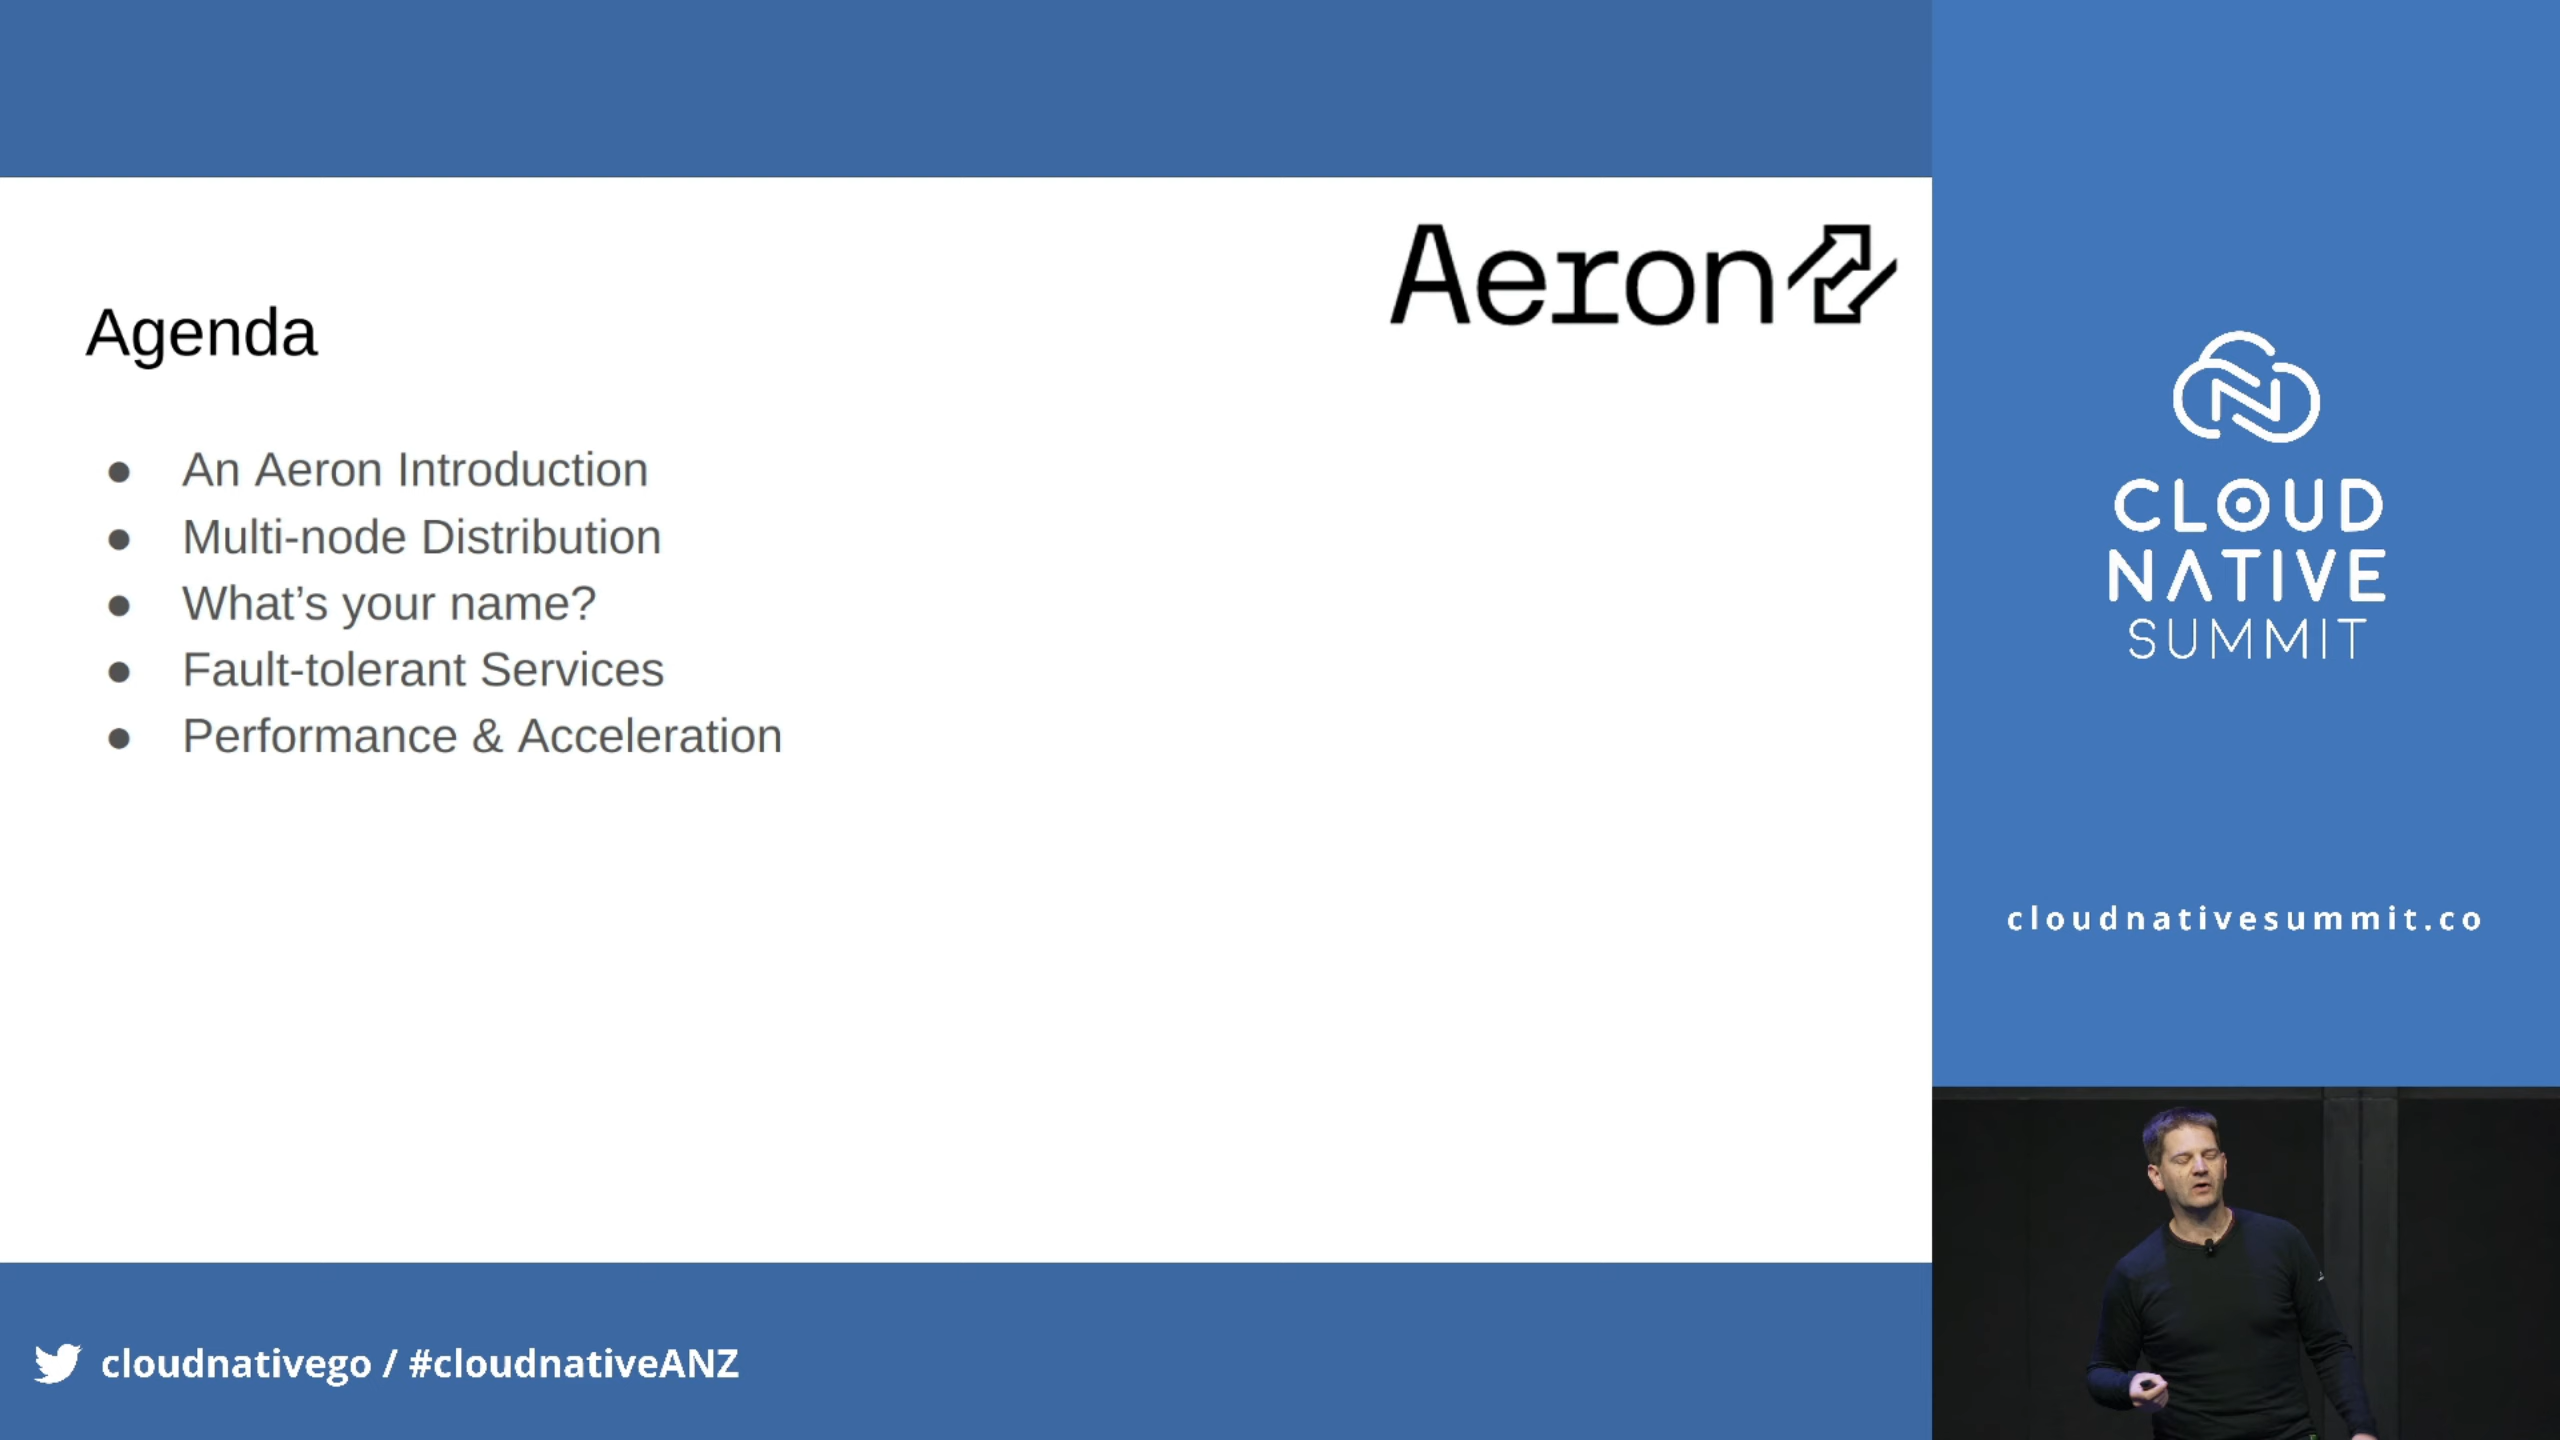 Aeron
Agenda
● An Aeron Introduction
● Multi-node Distribution
● What’s your name?
● Fault-tolerant Services
● Performance & Acceleration
CLOUD
NATIVE
SUMMIT
cloudnativesummit.co
cloudnativego / #cloudnativeANZ